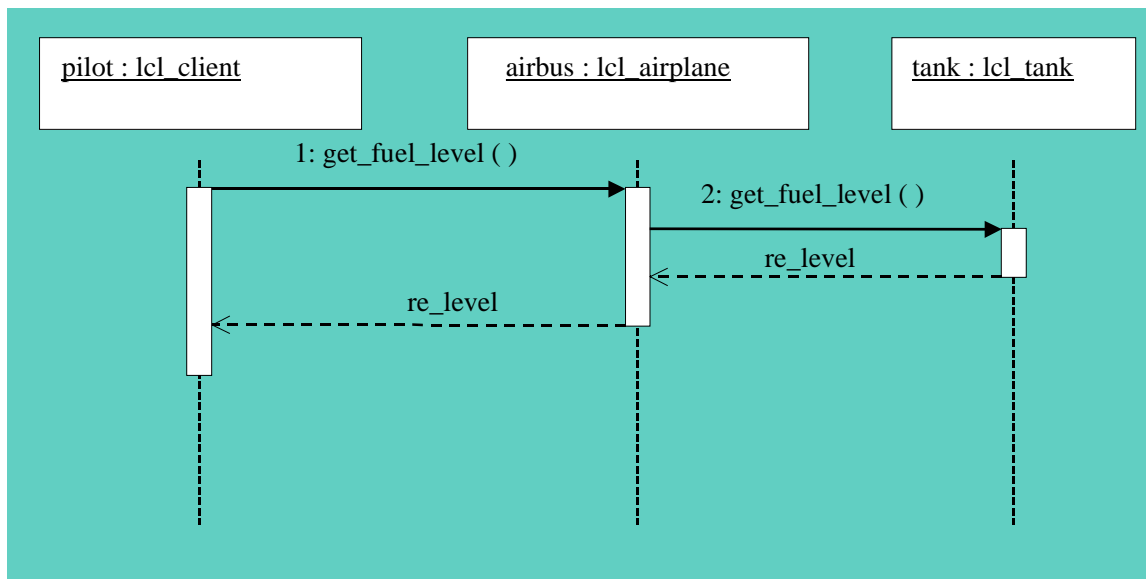 pilot : lcl_client
airbus : lcl_airplane
tank : lcl_tank
1: get_fuel_level ( )
2: get_fuel_level ( )
re_level
re_level